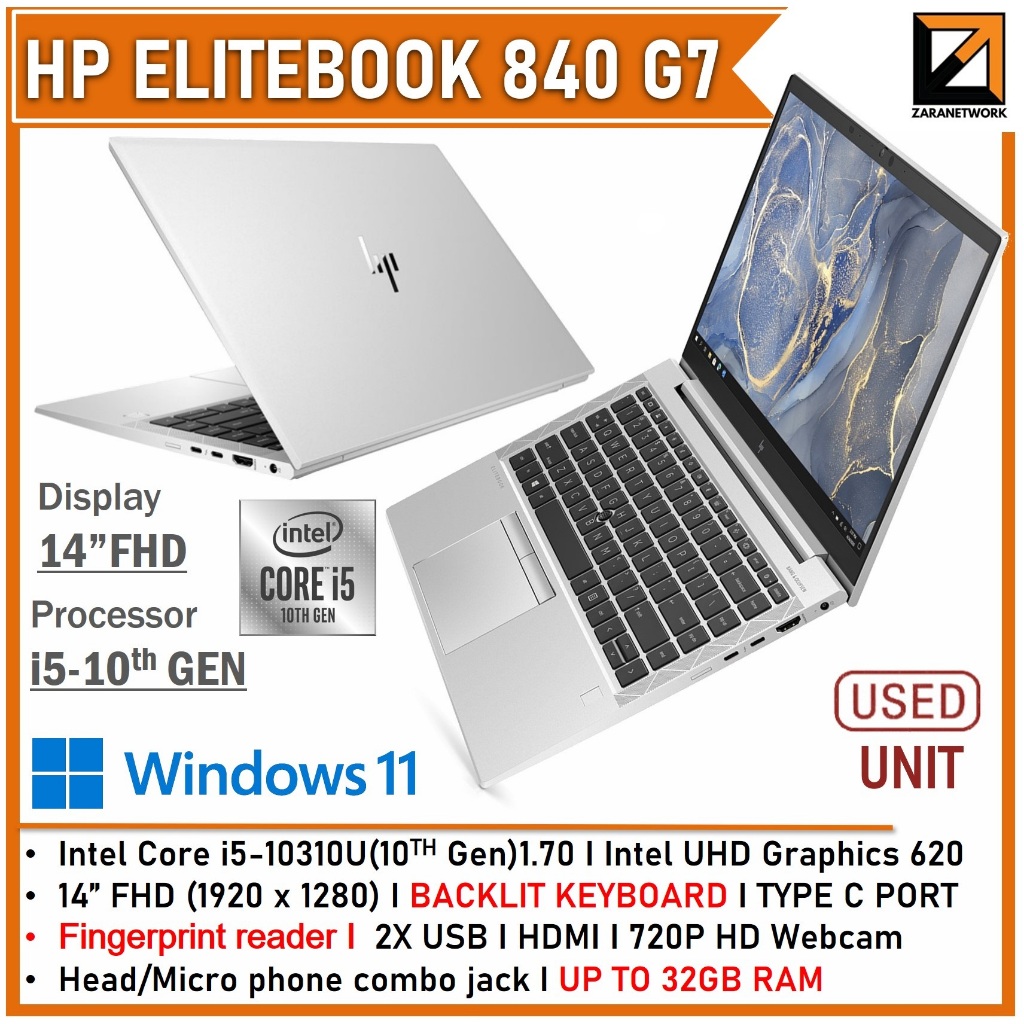 HP ELITEBOOK 840 G7
ZARANETWORK
Display
14”FHD
intel
CORE i5
10TH GEN
Processor
i5-10th GEN
USED
UNIT
Windows 11
• Intel Core i5-10310U(10TH Gen)1.70 I Intel UHD Graphics 620
• 14” FHD (1920 x 1280) I BACKLIT KEYBOARD I TYPE C PORT
• Fingerprint reader I 2X USB I HDMI I 720P HD Webcam
• Head/Micro phone combo jack I UP TO 32GB RAM